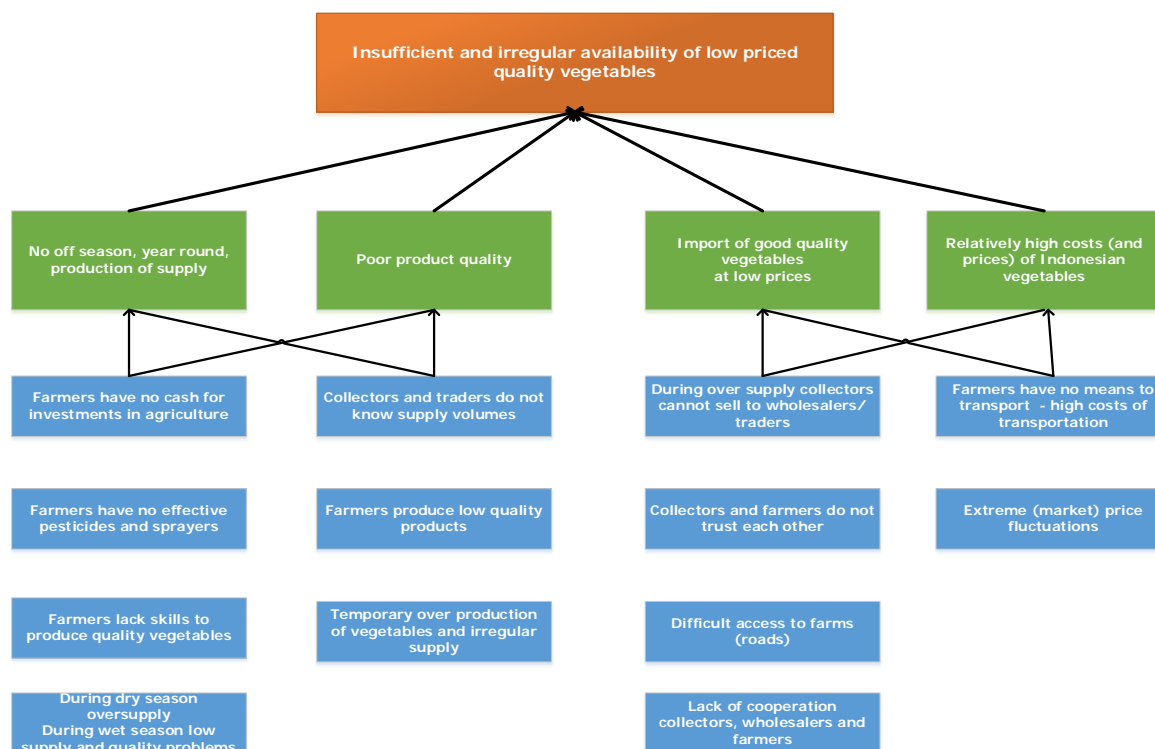 Insufficient and irregular availability of low priced
quality vegetables
No off season, year round,
production of supply
Poor product quality
Import of good quality
vegetables
at low prices
Relatively high costs (and
prices) of Indonesian
vegetables
Farmers have no cash for
investments in agriculture
Collectors and traders do not
know supply volumes
During over supply collectors
cannot sell to wholesalers/
traders
Farmers have no means to
transport - high costs of
transportation
Farmers have no effective
pesticides and sprayers
Farmers produce low quality
products
Collectors and farmers do not
trust each other
Extreme (market) price
fluctuations
Farmers lack skills to
produce quality vegetables
Temporary over production
of vegetables and irregular
supply
Difficult access to farms
(roads)
During dry season
oversupply
During wet season low
supply and quality problems
Lack of cooperation
collectors, wholesalers and
farmers